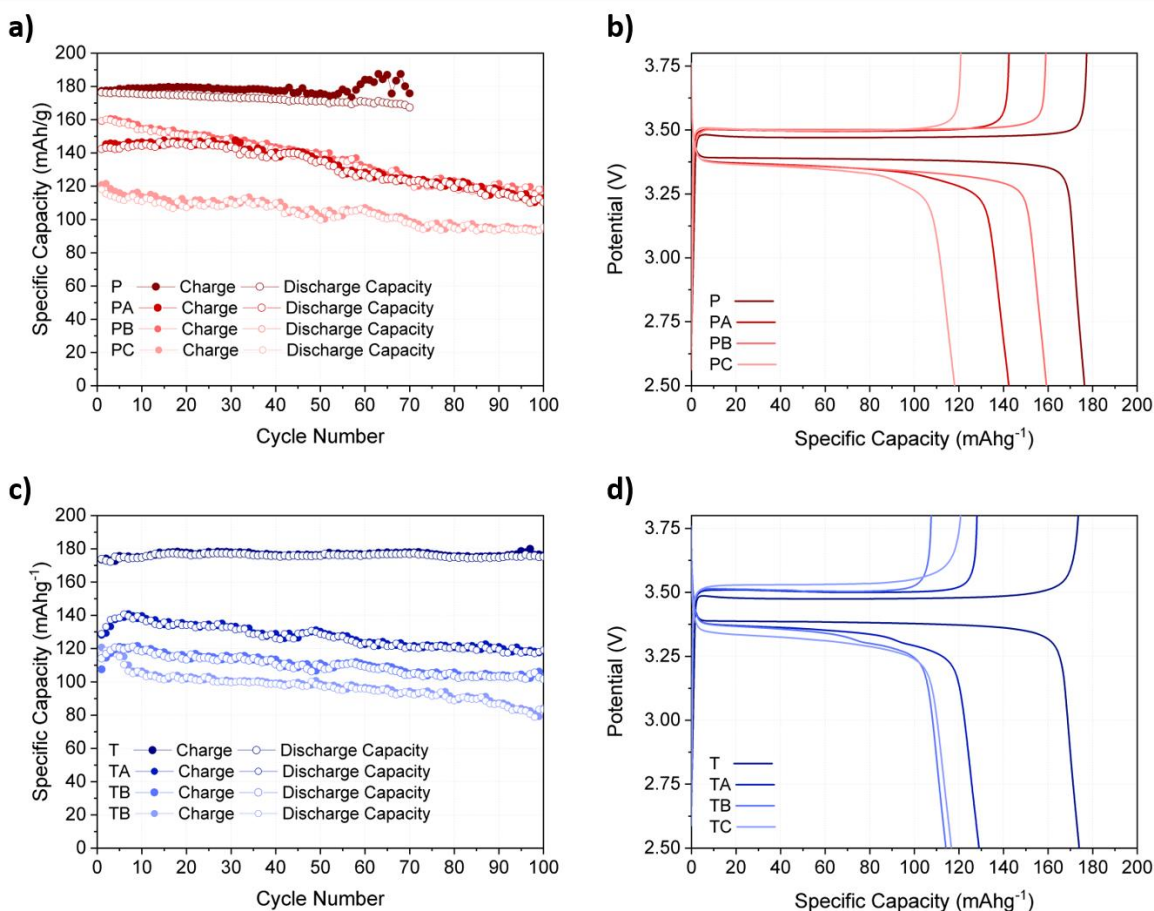 a)
Specific Capacity (mAh/g)
200
180
160
140
120
100
80
60
40
20
0
P Charge Discharge Capacity
PA Charge Discharge Capacity
PB Charge Discharge Capacity
PC Charge Discharge Capacity
0 10 20 30 40 50 60 70 80 90 100
Cycle Number
b)
Potential (V)
3.75
3.50
3.25
3.00
2.75
2.50
P
PA
PB
PC
0 20 40 60 80 100 120 140 160 180 200
Specific Capacity (mAhg-1)
c)
Specific Capacity (mAhg-1)
200
180
160
140
120
100
80
60
40
20
0
T Charge Discharge Capacity
TA Charge Discharge Capacity
TB Charge Discharge Capacity
TB Charge Discharge Capacity
0 10 20 30 40 50 60 70 80 90 100
Cycle Number
d)
Potential (V)
3.75
3.50
3.25
3.00
2.75
2.50
T
TA
TB
TC
0 20 40 60 80 100 120 140 160 180 200
Specific Capacity (mAhg-1)